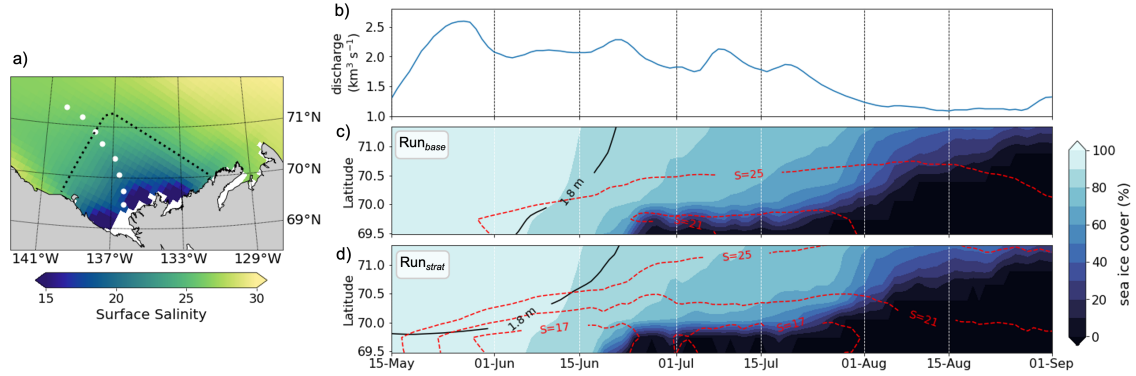 a)
71°N
70°N
69°N
141°W 137°W 133°W 129°W
15 20 25 30
Surface Salinity
b)
discharge
(km³ s⁻¹)
2.5
2.0
1.5
1.0
c)
Run_base
Latitude
71.0
70.5
70.0
69.5
1.8 m
S=25
S=21
d)
Run_strat
Latitude
71.0
70.5
70.0
69.5
1.8 m
S=25
S=17
S=17
S=21
15-May 01-Jun 15-Jun 01-Jul 15-Jul 01-Aug 15-Aug 01-Sep
100
80
60
40
20
0
sea ice cover (%)